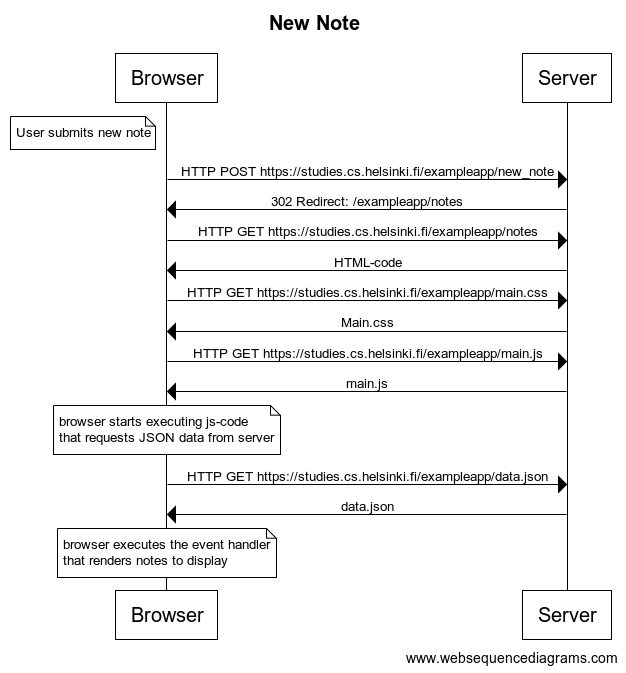 New Note
Browser
Server
User submits new note
HTTP POST https://studies.cs.helsinki.fi/exampleapp/new_note
302 Redirect: /exampleapp/notes
HTTP GET https://studies.cs.helsinki.fi/exampleapp/notes
HTML-code
HTTP GET https://studies.cs.helsinki.fi/exampleapp/main.css
Main.css
HTTP GET https://studies.cs.helsinki.fi/exampleapp/main.js
main.js
browser starts executing js-code
that requests JSON data from server
HTTP GET https://studies.cs.helsinki.fi/exampleapp/data.json
data.json
browser executes the event handler
that renders notes to display
Browser
Server
www.websequencediagrams.com